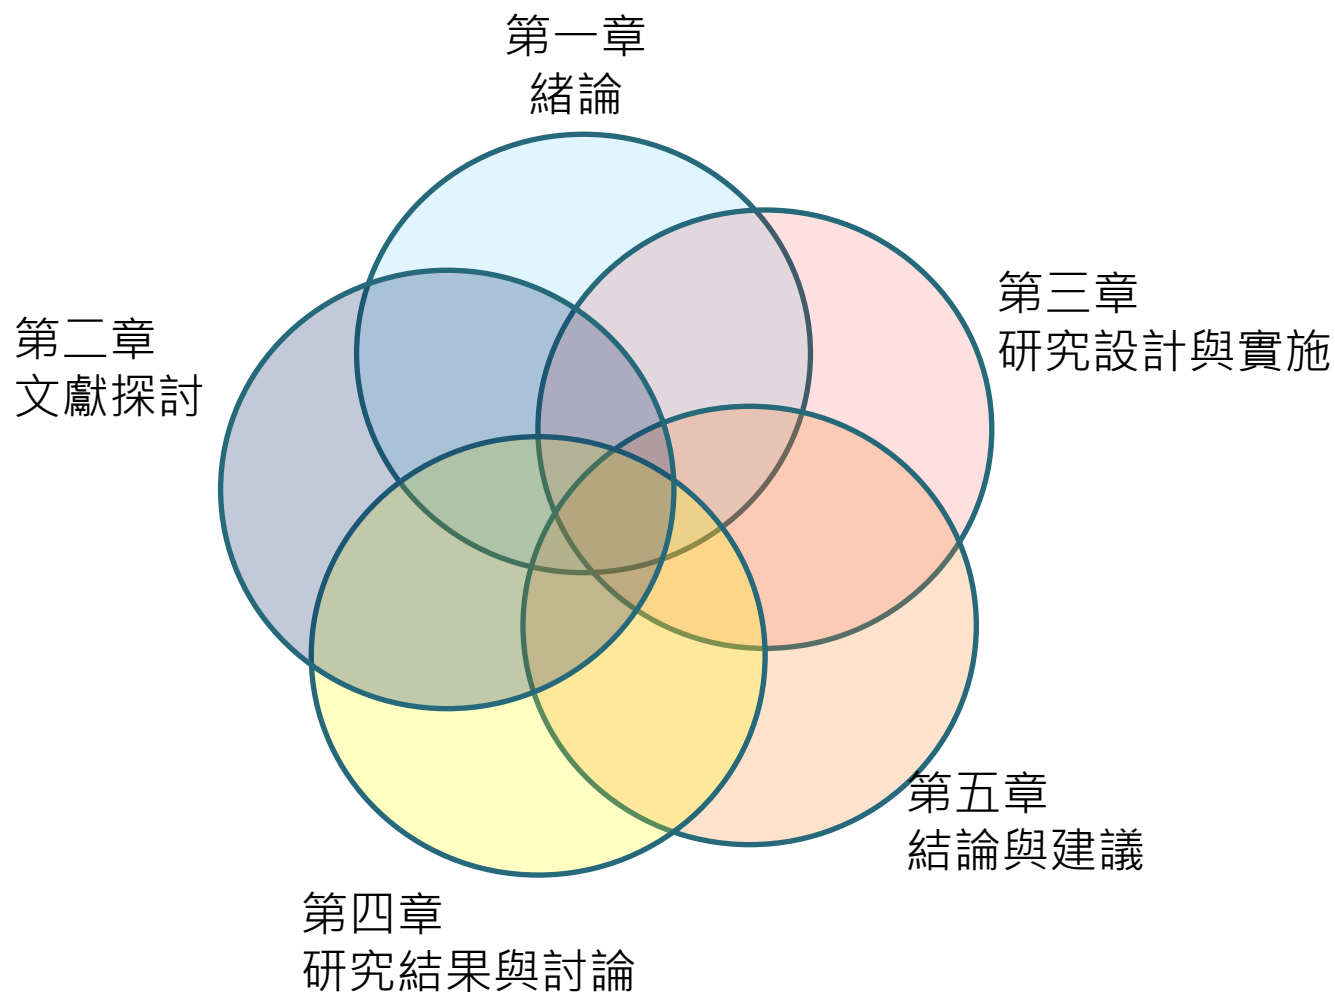 第一章
緒論
第二章
文獻探討
第三章
研究設計與實施
第四章
研究結果與討論
第五章
結論與建議